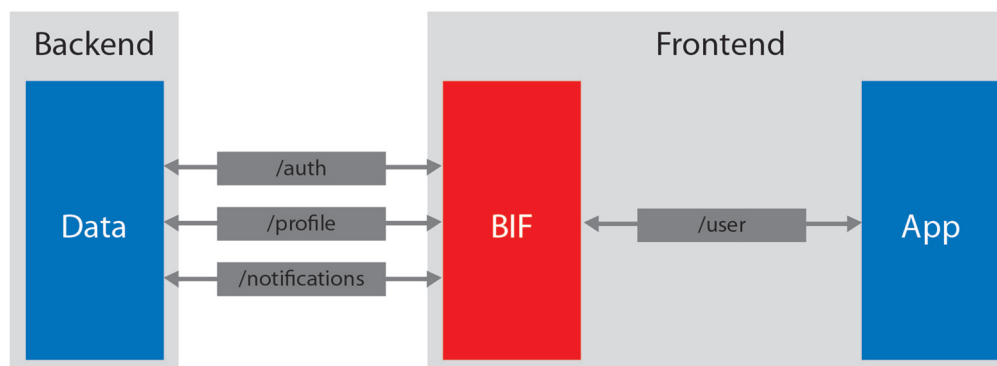 Backend
Frontend
Data
/auth
/profile
/notifications
BIF
/user
App